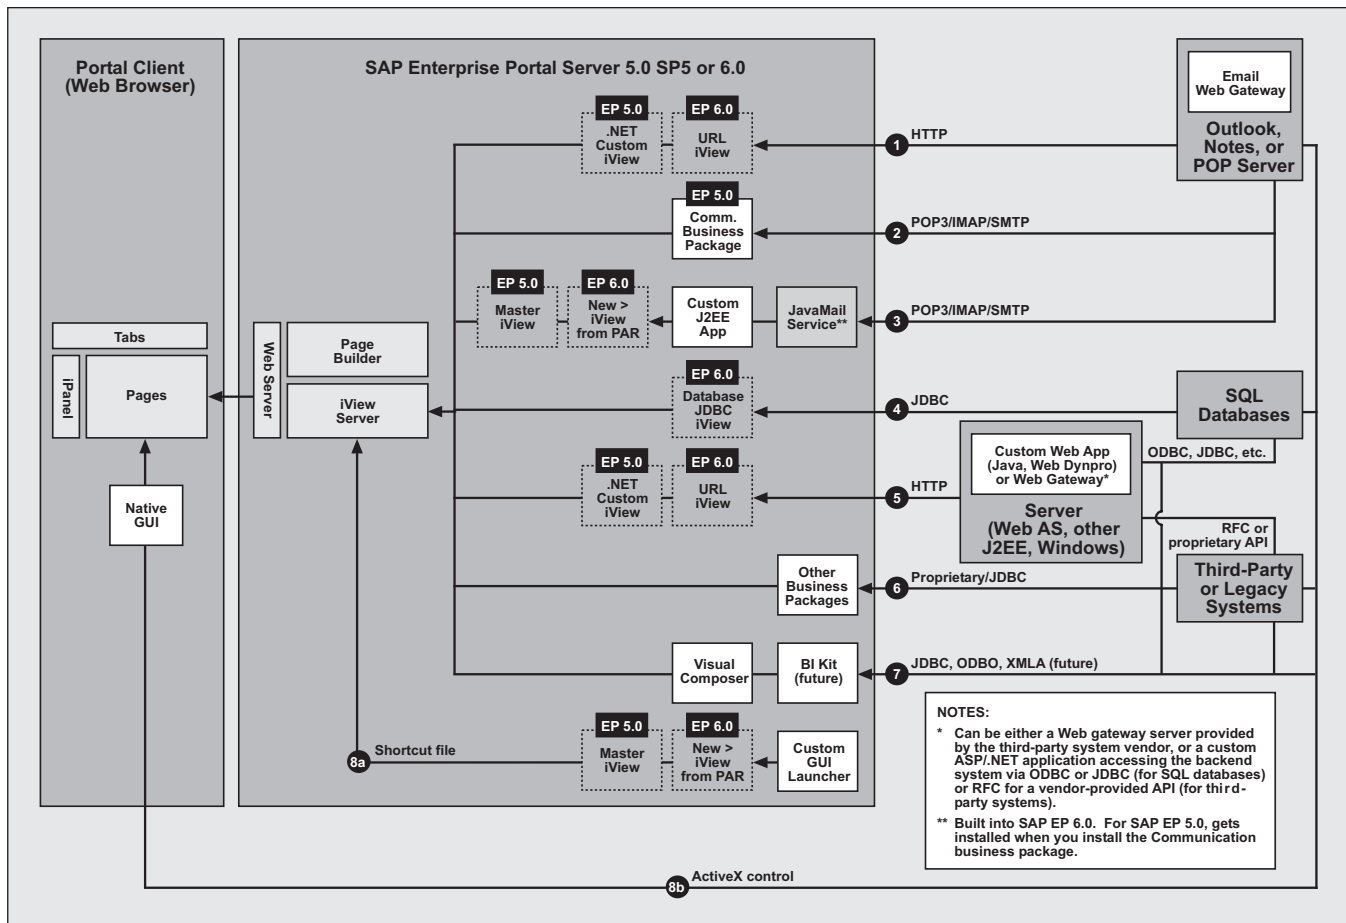 Portal Client
(Web Browser)
SAP Enterprise Portal Server 5.0 SP5 or 6.0
Email
Web Gateway
Outlook,
Notes, or
POP Server
EP 5.0
.NET
Custom
iView
EP 6.0
URL
iView
1
HTTP
EP 5.0
Comm.
Business
Package
2
POP3/IMAP/SMTP
EP 5.0
Master
iView
EP 6.0
New >
iView
from PAR
Custom
J2EE
App
JavaMail
Service**
3
POP3/IMAP/SMTP
Tabs
iPanel
Pages
Web Server
Page
Builder
iView
Server
EP 6.0
Database
JDBC
iView
4
JDBC
SQL
Databases
ODBC, JDBC, etc.
Native
GUI
EP 5.0
.NET
Custom
iView
EP 6.0
URL
iView
5
HTTP
Custom Web App
(Java, Web Dynpro)
or Web Gateway*
Server
(Web AS, other
J2EE, Windows)
RFC or
proprietary API
Other
Business
Packages
6
Proprietary/JDBC
Third-Party
or Legacy
Systems
Visual
Composer
BI Kit
(future)
7
JDBC, ODBO, XMLA (future)
8a
Shortcut file
EP 5.0
Master
iView
EP 6.0
New >
iView
from PAR
Custom
GUI
Launcher
NOTES:
* Can be either a Web gateway server provided
by the third-party system vendor, or a custom
ASP/.NET application accessing the backend
system via ODBC or JDBC (for SQL databases)
or RFC for a vendor-provided API (for third-
party systems).
** Built into SAP EP 6.0. For SAP EP 5.0, gets
installed when you install the Communication
business package.
8b
ActiveX control